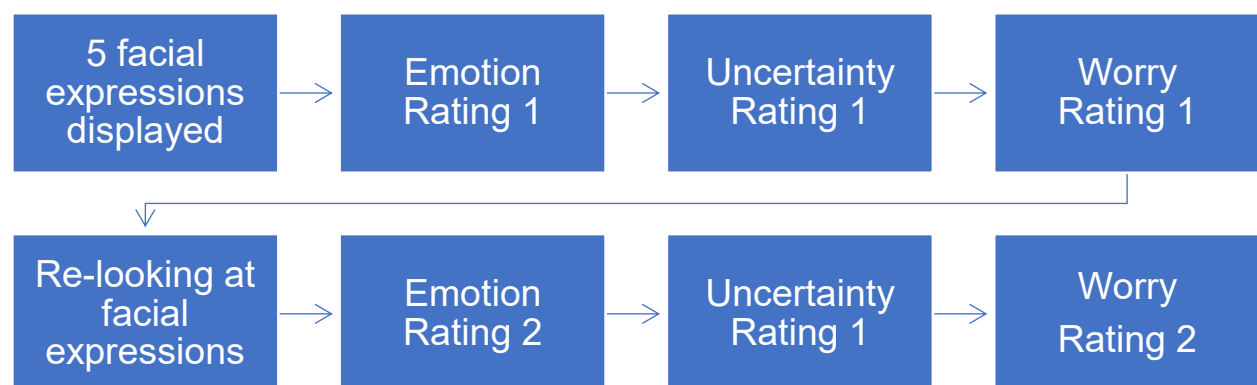 5 facial
expressions
displayed
Emotion
Rating 1
Uncertainty
Rating 1
Worry
Rating 1
Re-looking at
facial
expressions
Emotion
Rating 2
Uncertainty
Rating 1
Worry
Rating 2